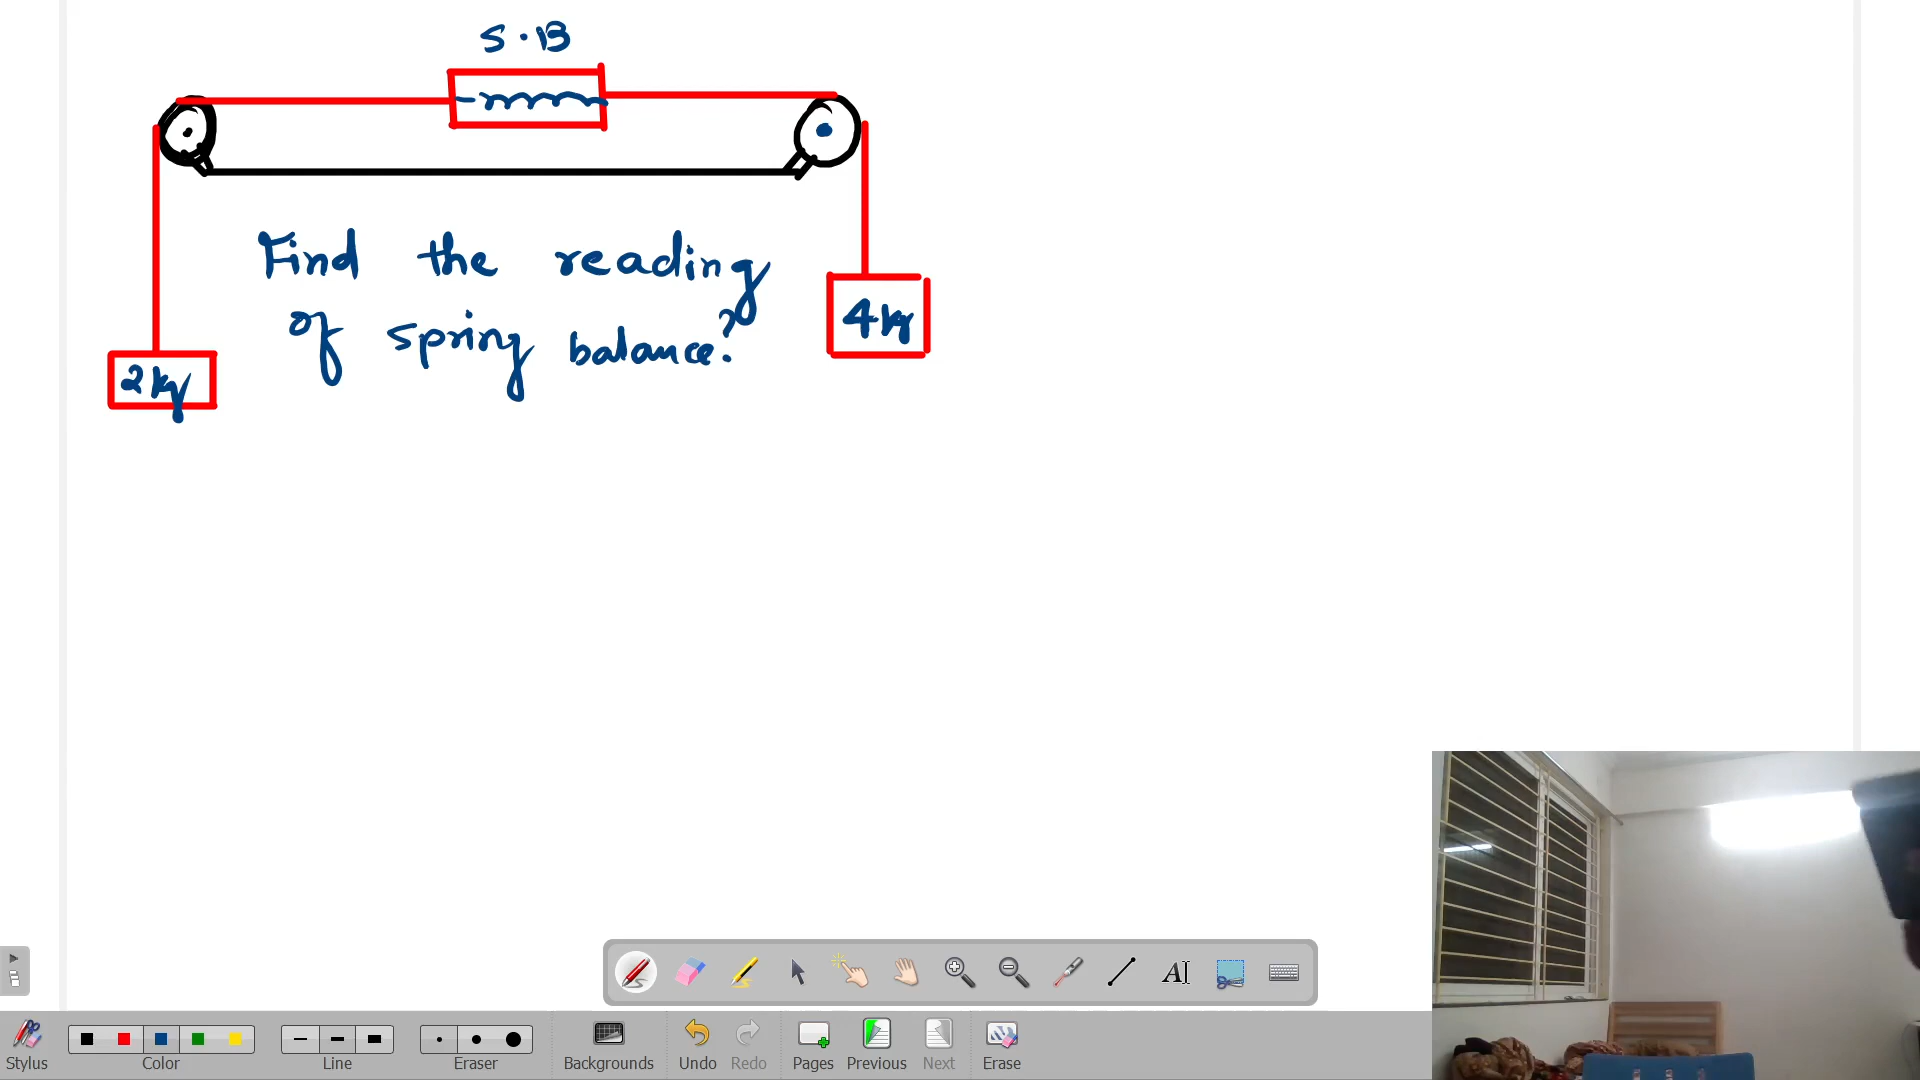 S.B
Find the reading
of spring balance?
4kg
2kg
Stylus
Color
Line
Eraser
Backgrounds
Undo
Redo
Pages
Previous
Next
Erase